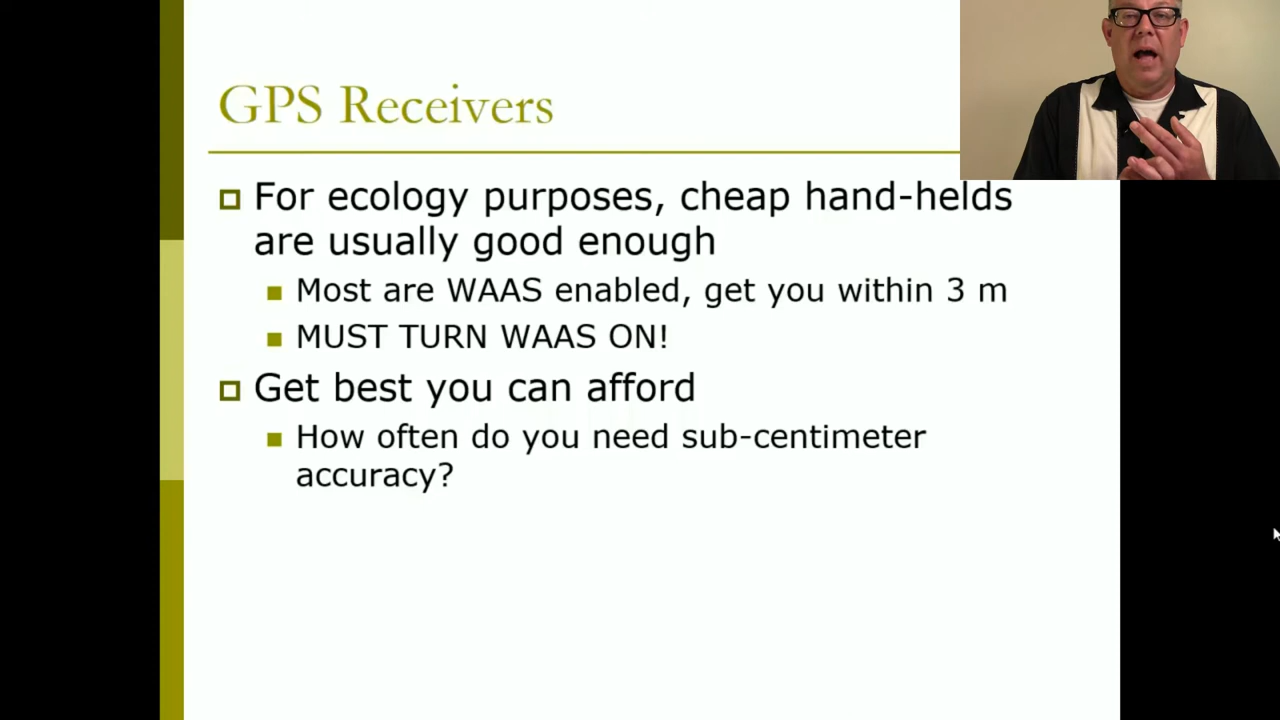 GPS Receivers
For ecology purposes, cheap hand-helds
are usually good enough
Most are WAAS enabled, get you within 3 m
MUST TURN WAAS ON!
Get best you can afford
How often do you need sub-centimeter
accuracy?